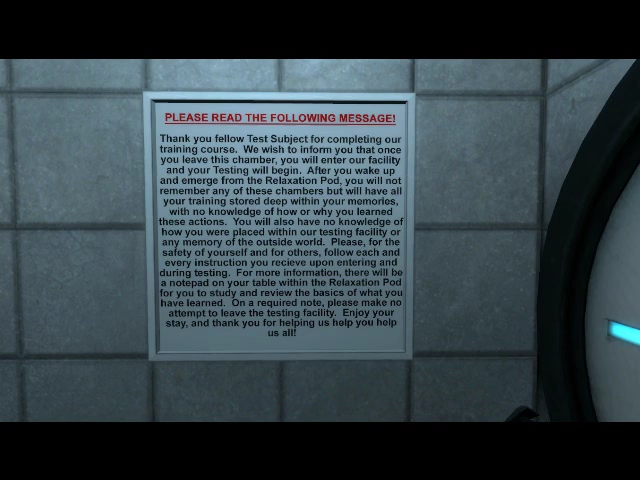 PLEASE READ THE FOLLOWING MESSAGE!
Thank you fellow Test Subject for completing our
training course. We wish to inform you that once
you leave this chamber, you will enter our facility
and your Testing will begin. After you wake up
and emerge from the Relaxation Pod, you will not
remember any of these chambers but will have all
your training stored deep within your memories,
with no knowledge of how or why you learned
these actions. You will also have no knowledge of
how you were placed within our testing facility or
any memory of the outside world. Please, for the
safety of yourself and for others, follow each and
every instruction you recieve upon entering and
during testing. For more information, there will be
a notepad on your table within the Relaxation Pod
for you to study and review the basics of what you
have learned. On a required note, please make no
attempt to leave the testing facility. Enjoy your
stay, and thank you for helping us help you help
us all!